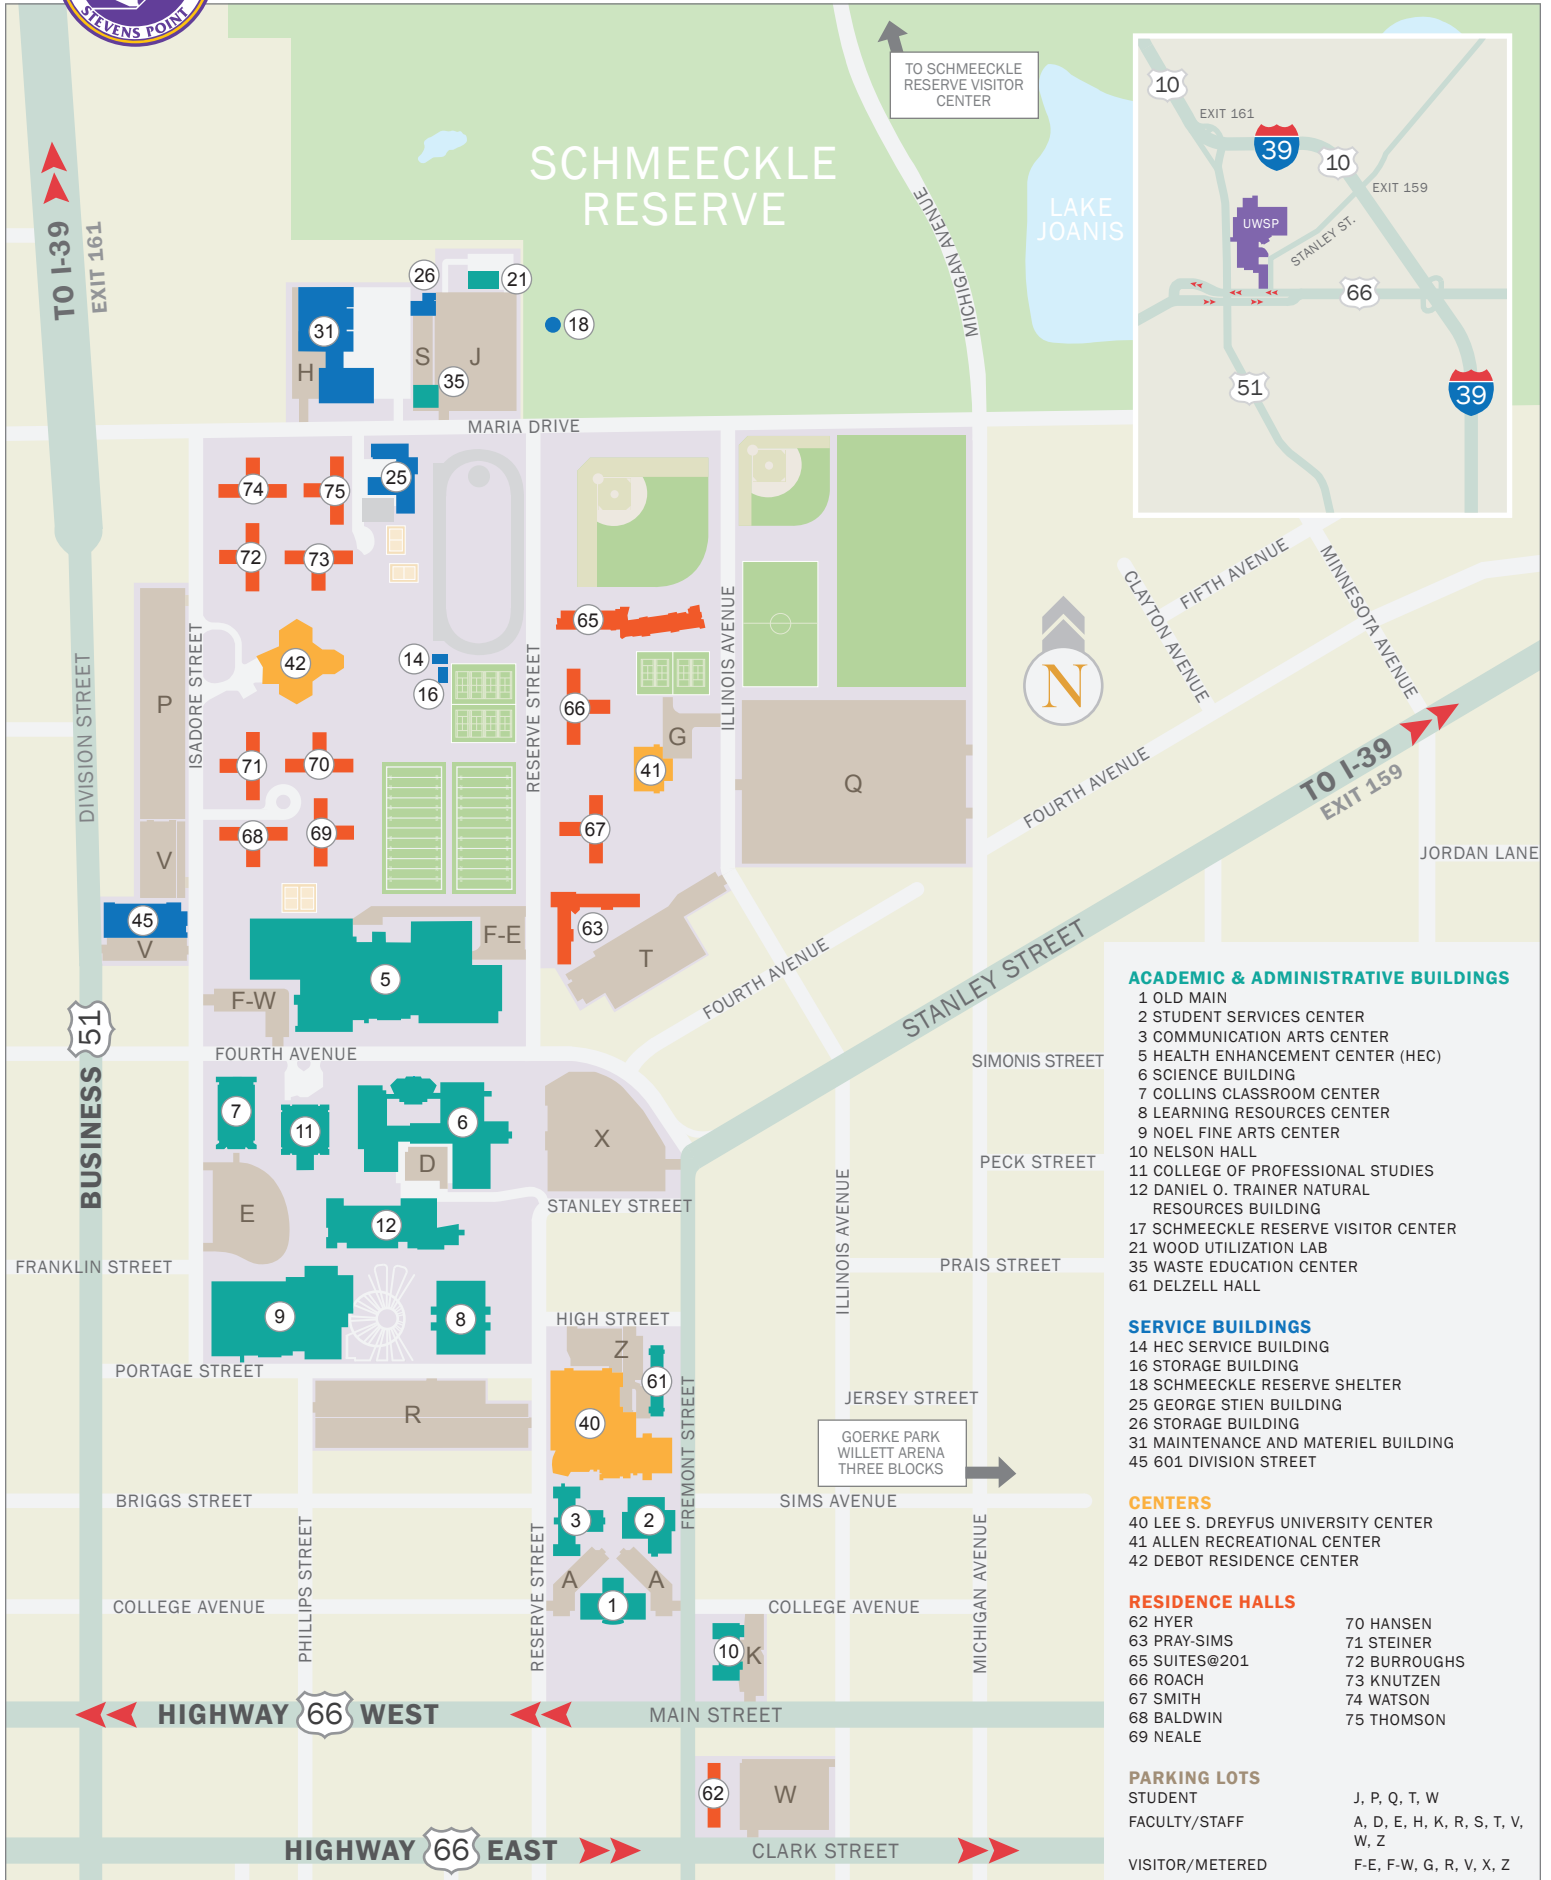 STEVENS POINT
TO SCHMEECKLE
RESERVE VISITOR
CENTER
SCHMEECKLE
RESERVE
LAKE
JOANIS
MICHIGAN AVENUE
10
EXIT 161
39
10
EXIT 159
UWSP
STANLEY ST.
66
51
39
TO I-39
EXIT 161
26
21
18
31
H
S
J
35
MARIA DRIVE
74
75
25
72
73
65
14
16
42
66
P
ISADORE STREET
DIVISION STREET
RESERVE STREET
ILLINOIS AVENUE
G
41
71
70
Q
68
69
67
V
45
V
63
T
F-E
5
F-W
N
CLAYTON AVENUE
FIFTH AVENUE
MINNESOTA AVENUE
FOURTH AVENUE
TO I-39
EXIT 159
JORDAN LANE
FOURTH AVENUE
STANLEY STREET
BUSINESS 51
FOURTH AVENUE
SIMONIS STREET
7
11
6
D
X
PECK STREET
E
12
STANLEY STREET
ILLINOIS AVENUE
FRANKLIN STREET
PRAIS STREET
9
8
HIGH STREET
Z
61
PORTAGE STREET
R
40
FREMONT STREET
JERSEY STREET
GOERKE PARK
WILLETT ARENA
THREE BLOCKS
BRIGGS STREET
SIMS AVENUE
3
2
PHILLIPS STREET
RESERVE STREET
MICHIGAN AVENUE
A
A
1
COLLEGE AVENUE
COLLEGE AVENUE
10
K
HIGHWAY 66 WEST
MAIN STREET
62
W
HIGHWAY 66 EAST
CLARK STREET
ACADEMIC & ADMINISTRATIVE BUILDINGS
1 OLD MAIN
2 STUDENT SERVICES CENTER
3 COMMUNICATION ARTS CENTER
5 HEALTH ENHANCEMENT CENTER (HEC)
6 SCIENCE BUILDING
7 COLLINS CLASSROOM CENTER
8 LEARNING RESOURCES CENTER
9 NOEL FINE ARTS CENTER
10 NELSON HALL
11 COLLEGE OF PROFESSIONAL STUDIES
12 DANIEL O. TRAINER NATURAL
RESOURCES BUILDING
17 SCHMEECKLE RESERVE VISITOR CENTER
21 WOOD UTILIZATION LAB
35 WASTE EDUCATION CENTER
61 DELZELL HALL
SERVICE BUILDINGS
14 HEC SERVICE BUILDING
16 STORAGE BUILDING
18 SCHMEECKLE RESERVE SHELTER
25 GEORGE STIEN BUILDING
26 STORAGE BUILDING
31 MAINTENANCE AND MATERIEL BUILDING
45 601 DIVISION STREET
CENTERS
40 LEE S. DREYFUS UNIVERSITY CENTER
41 ALLEN RECREATIONAL CENTER
42 DEBOT RESIDENCE CENTER
RESIDENCE HALLS
62 HYER
63 PRAY-SIMS
65 SUITES@201
66 ROACH
67 SMITH
68 BALDWIN
69 NEALE
70 HANSEN
71 STEINER
72 BURROUGHS
73 KNUTZEN
74 WATSON
75 THOMSON
PARKING LOTS
STUDENT J, P, Q, T, W
FACULTY/STAFF A, D, E, H, K, R, S, T, V,
W, Z
VISITOR/METERED F-E, F-W, G, R, V, X, Z